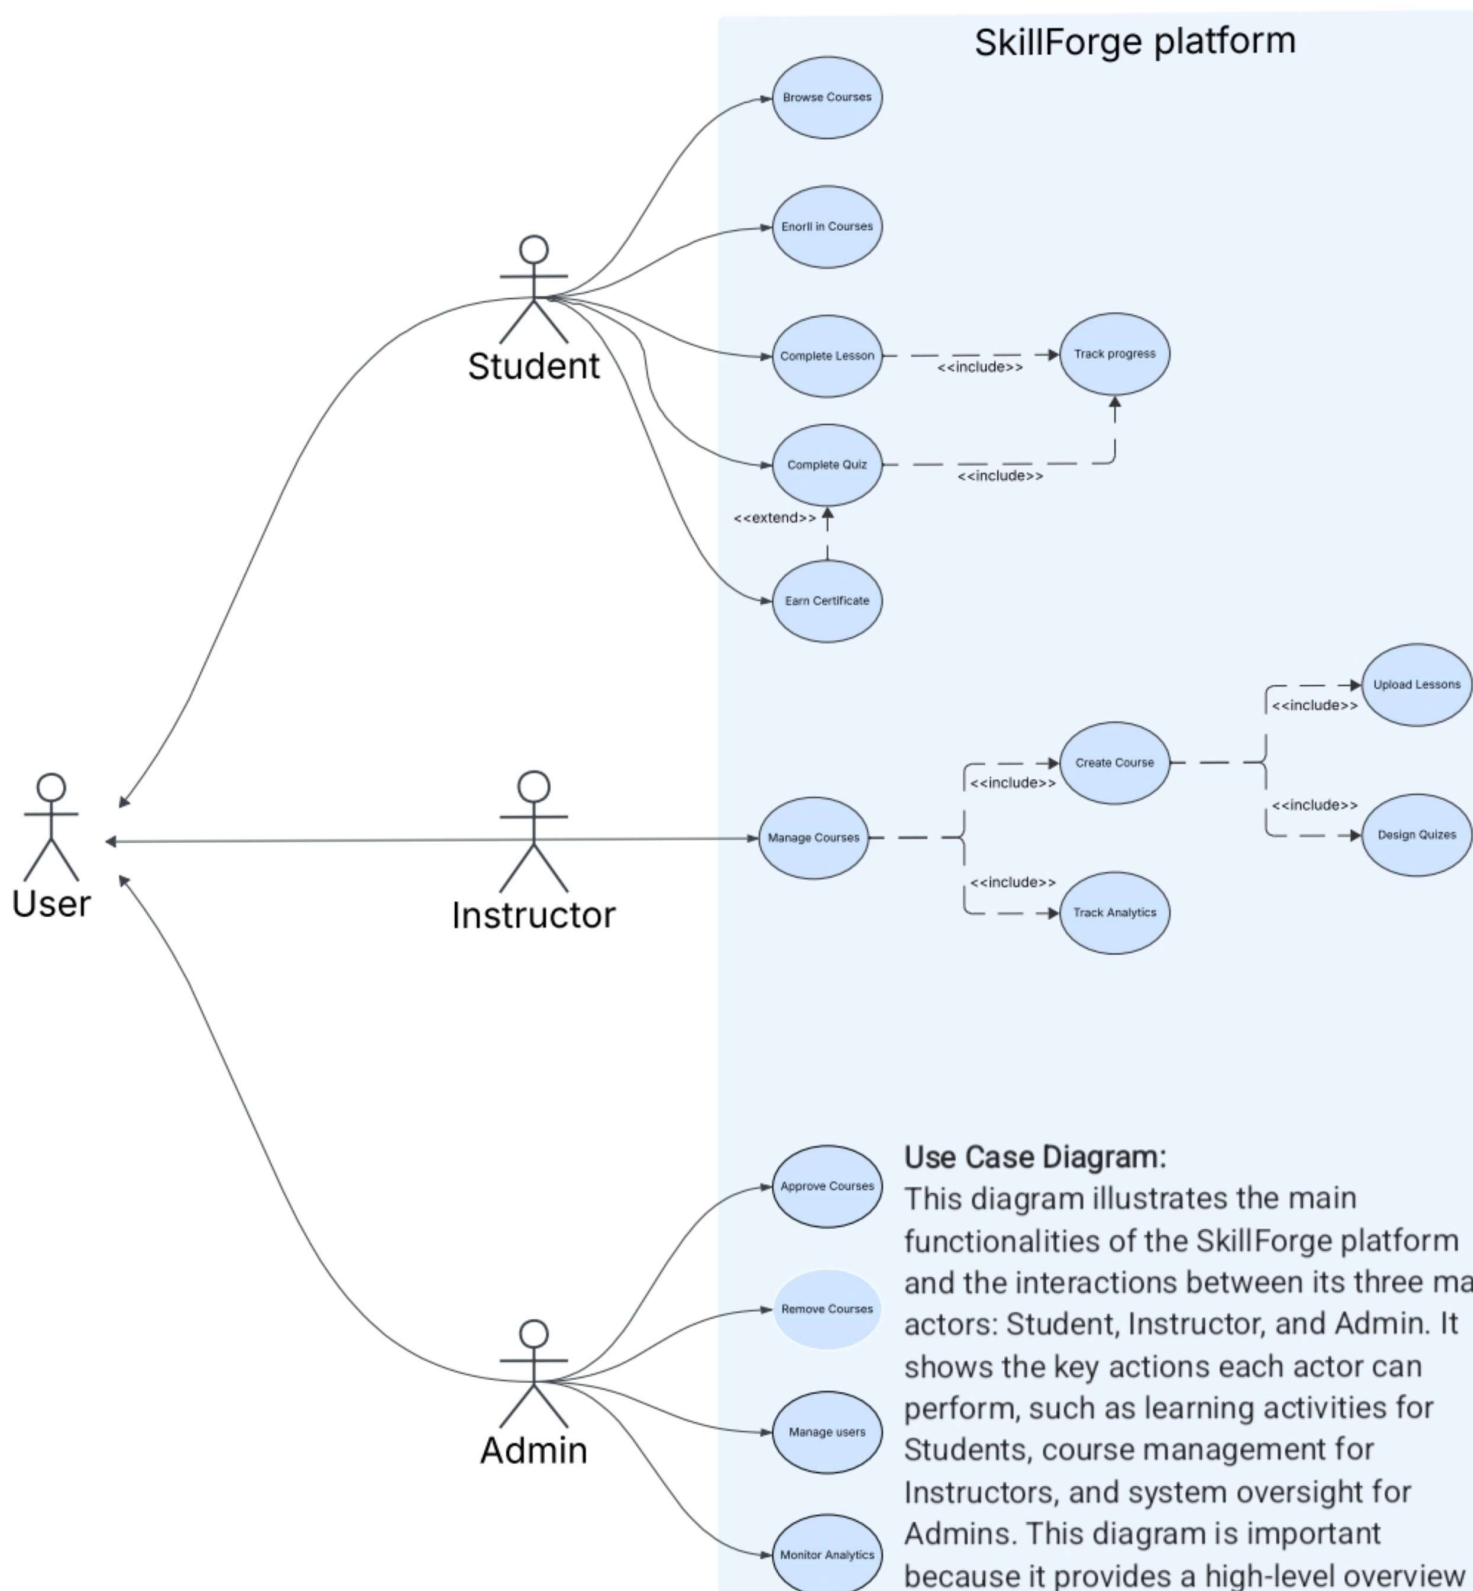 SkillForge platform
Browse Courses
Enorll in Courses
Student
Complete Lesson
<<include>>
Track progress
Complete Quiz
<<include>>
<<extend>>
Earn Certificate
User
Instructor
Manage Courses
<<include>>
Create Course
<<include>>
Upload Lessons
<<include>>
Design Quizes
<<include>>
Track Analytics
Admin
Approve Courses
Remove Courses
Manage users
Monitor Analytics
Use Case Diagram:
This diagram illustrates the main
functionalities of the SkillForge platform
and the interactions between its three ma
actors: Student, Instructor, and Admin. It
shows the key actions each actor can
perform, such as learning activities for
Students, course management for
Instructors, and system oversight for
Admins. This diagram is important
because it provides a high-level overview